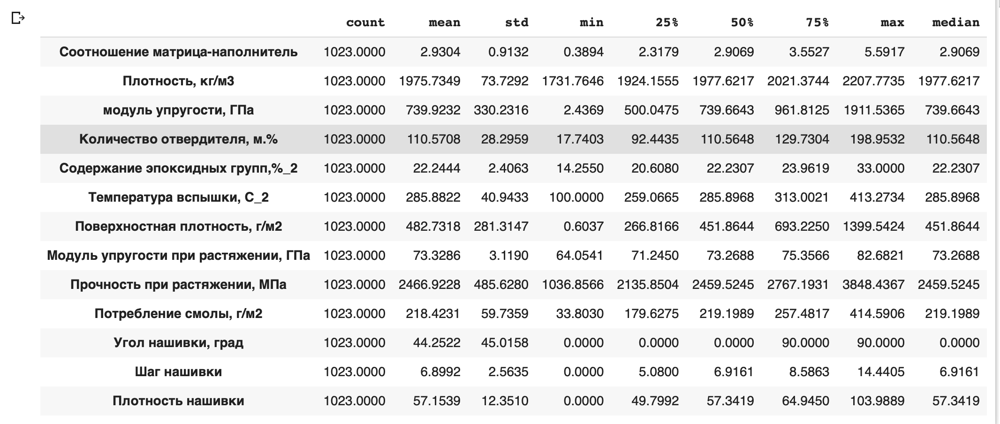 count mean std min 25% 50% 75% max median
Соотношение матрица-наполнитель 1023.0000 2.9304 0.9132 0.3894 2.3179 2.9069 3.5527 5.5917 2.9069
Плотность, кг/м3 1023.0000 1975.7349 73.7292 1731.7646 1924.1555 1977.6217 2021.3744 2207.7735 1977.6217
модуль упругости, ГПа 1023.0000 739.9232 330.2316 2.4369 500.0475 739.6643 961.8125 1911.5365 739.6643
Количество отвердителя, м.% 1023.0000 110.5708 28.2959 17.7403 92.4435 110.5648 129.7304 198.9532 110.5648
Содержание эпоксидных групп,%_2 1023.0000 22.2444 2.4063 14.2550 20.6080 22.2307 23.9619 33.0000 22.2307
Температура вспышки, С_2 1023.0000 285.8822 40.9433 100.0000 259.0665 285.8968 313.0021 413.2734 285.8968
Поверхностная плотность, г/м2 1023.0000 482.7318 281.3147 0.6037 266.8166 451.8644 693.2250 1399.5424 451.8644
Модуль упругости при растяжении, ГПа 1023.0000 73.3286 3.1190 64.0541 71.2450 73.2688 75.3566 82.6821 73.2688
Прочность при растяжении, МПа 1023.0000 2466.9228 485.6280 1036.8566 2135.8504 2459.5245 2767.1931 3848.4367 2459.5245
Потребление смолы, г/м2 1023.0000 218.4231 59.7359 33.8030 179.6275 219.1989 257.4817 414.5906 219.1989
Угол нашивки, град 1023.0000 44.2522 45.0158 0.0000 0.0000 0.0000 90.0000 90.0000 0.0000
Шаг нашивки 1023.0000 6.8992 2.5635 0.0000 5.0800 6.9161 8.5863 14.4405 6.9161
Плотность нашивки 1023.0000 57.1539 12.3510 0.0000 49.7992 57.3419 64.9450 103.9889 57.3419